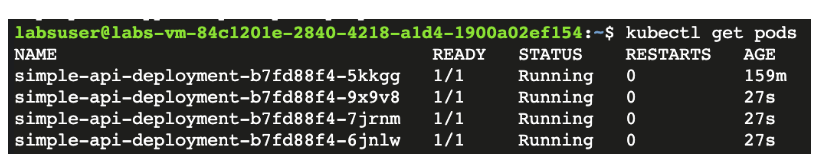 labsuser@labs-vm-84c1201e-2840-4218-a1d4-1900a02ef154:~$ kubectl get pods
NAME READY STATUS RESTARTS AGE
simple-api-deployment-b7fd88f4-5kkgg 1/1 Running 0 159m
simple-api-deployment-b7fd88f4-9x9v8 1/1 Running 0 27s
simple-api-deployment-b7fd88f4-7jrnm 1/1 Running 0 27s
simple-api-deployment-b7fd88f4-6jnlw 1/1 Running 0 27s